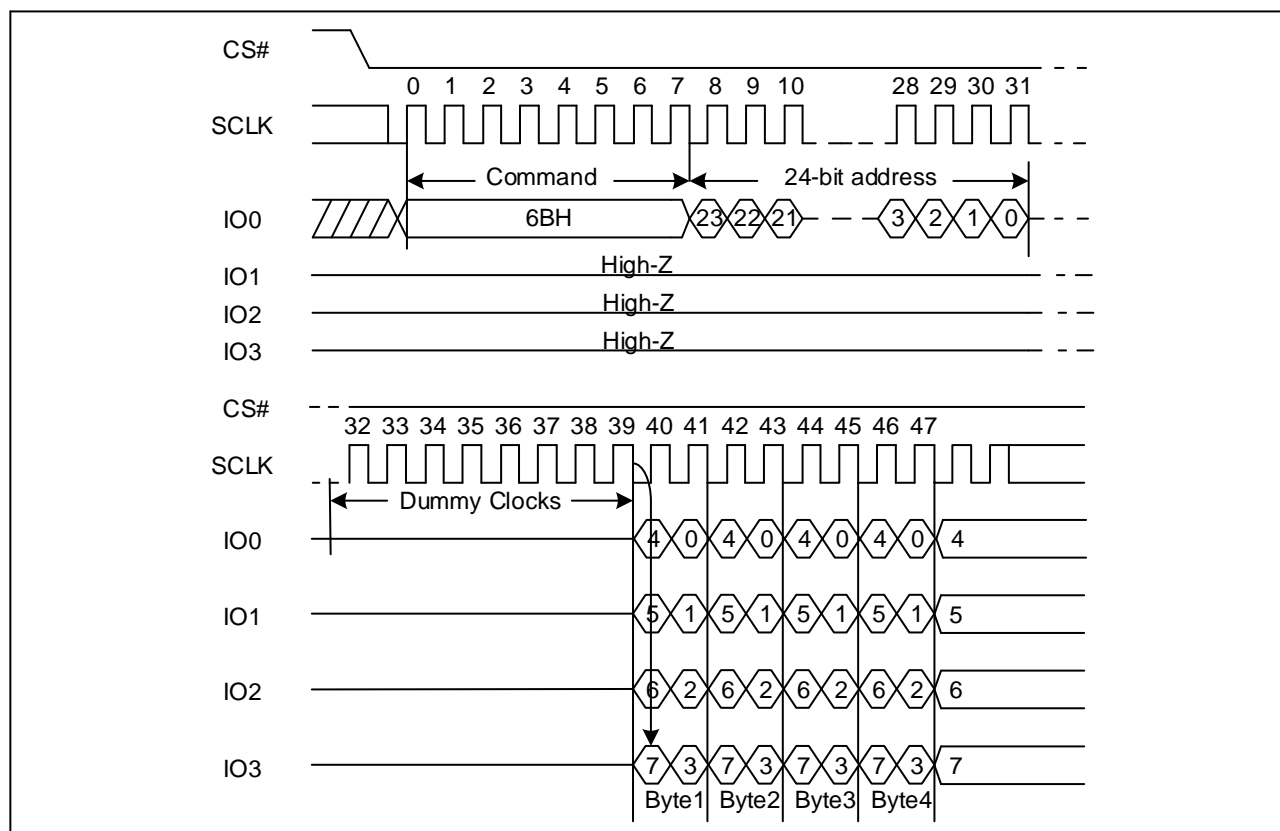 CS#
0 1 2 3 4 5 6 7 8 9 10 28 29 30 31
SCLK
Command 24-bit address
IO0 6BH 23 22 21 3 2 1 0
IO1 High-Z
IO2 High-Z
IO3 High-Z
CS#
32 33 34 35 36 37 38 39 40 41 42 43 44 45 46 47
SCLK
Dummy Clocks
IO0 4 0 4 0 4 0 4 0 4
IO1 5 1 5 1 5 1 5 1 5
IO2 6 2 6 2 6 2 6 2 6
IO3 7 3 7 3 7 3 7 3 7
Byte1 Byte2 Byte3 Byte4